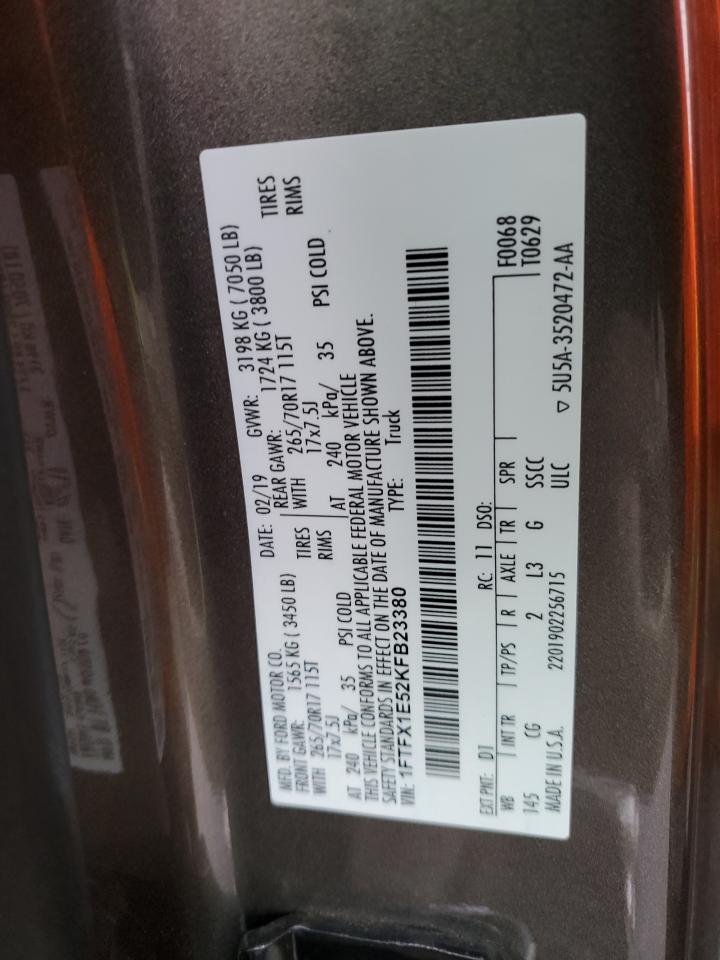 MFD. BY FORD MOTOR CO.
DATE: 02/19 GVWR: 3198 KG ( 7050 LB)
FRONT GAWR: 1565 KG ( 3450 LB) REAR GAWR: 1724 KG ( 3800 LB)
WITH 265/70R17 115T TIRES WITH 265/70R17 115T TIRES
17x7.5J RIMS 17x7.5J RIMS
AT 240 kPa/ 35 PSI COLD AT 240 kPa/ 35 PSI COLD
THIS VEHICLE CONFORMS TO ALL APPLICABLE FEDERAL MOTOR VEHICLE
SAFETY STANDARDS IN EFFECT ON THE DATE OF MANUFACTURE SHOWN ABOVE.
VIN: 1FTFX1E52KFB23380 TYPE: Truck
EXT PNT: D1 RC: 11 DSO: F0068
WB INT TR TP/PS R AXLE TR SPR T0629
145 CG 2 L3 G SSCC
ULC
MADE IN U.S.A. 2201902256715 ▽ 5U5A-3520472-AA